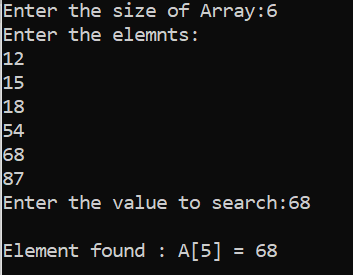 Enter the size of Array:6
Enter the elemnts:
12
15
18
54
68
87
Enter the value to search:68
Element found : A[5] = 68